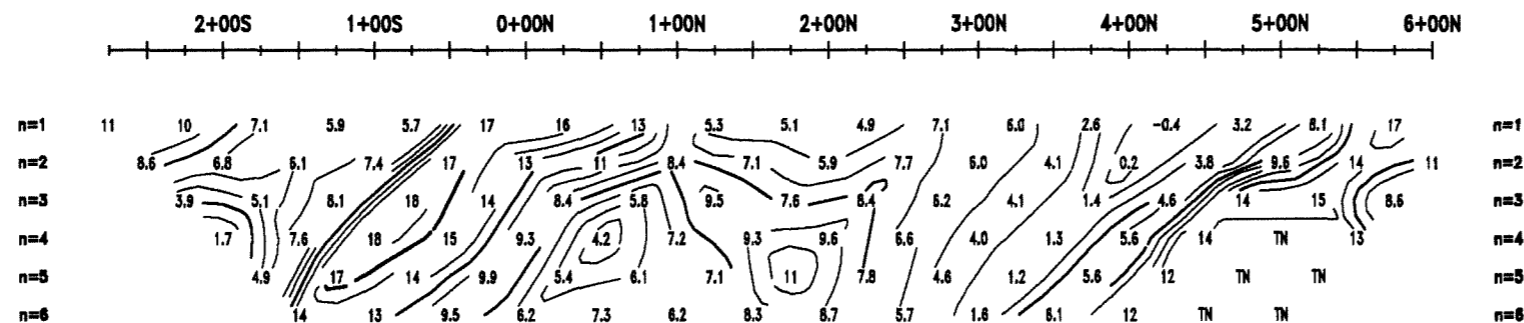 2+00S 1+00S 0+00N 1+00N 2+00N 3+00N 4+00N 5+00N 6+00N
n=1 11 10 7.1 5.9 5.7 17 16 13 5.3 5.1 4.9 7.1 6.0 2.6 -0.4 3.2 8.1 17 n=1
n=2 8.6 6.8 6.1 7.4 17 13 11 8.4 7.1 5.9 7.7 6.0 4.1 0.2 3.8 9.6 14 11 n=2
n=3 3.9 5.1 8.1 18 14 8.4 5.8 9.5 7.6 8.4 6.2 4.1 1.4 4.6 14 15 8.6 n=3
n=4 1.7 7.6 18 15 9.3 4.2 7.2 9.3 9.6 6.6 4.0 1.3 5.6 14 TN 13 n=4
n=5 4.9 17 14 9.9 5.4 6.1 7.1 11 7.8 4.6 1.2 5.6 12 TN TN n=5
n=6 14 13 9.5 6.2 7.3 6.2 8.3 8.7 5.7 1.6 6.1 12 TN TN n=6